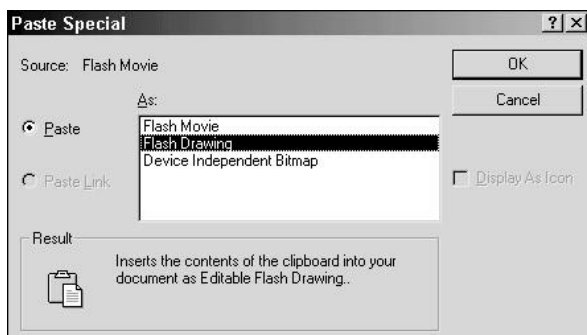 Paste Special
Source: Flash Movie
OK
Cancel
As:
Paste
Flash Movie
Flash Drawing
Device Independent Bitmap
Paste Link
Display As Icon
Result
Inserts the contents of the clipboard into your
document as Editable Flash Drawing..